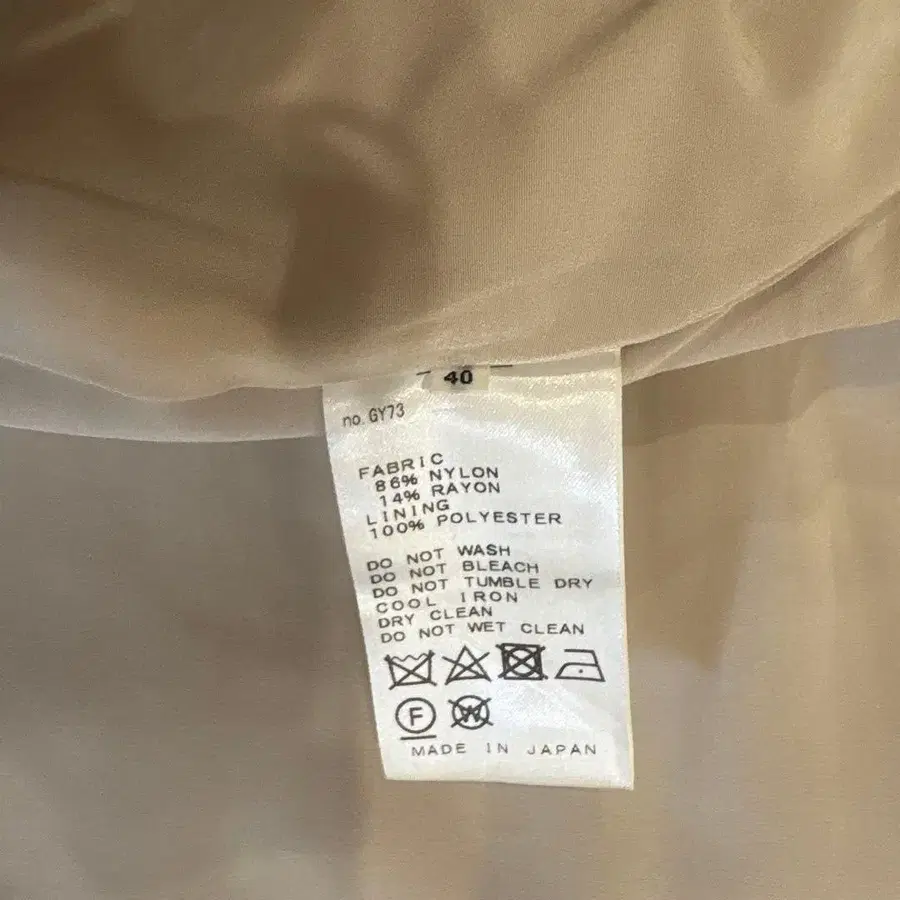 40
no. GY73
FABRIC
86% NYLON
14% RAYON
LINING
100% POLYESTER
DO NOT WASH
DO NOT BLEACH
DO NOT TUMBLE DRY
COOL IRON
DRY CLEAN
DO NOT WET CLEAN
F W
MADE IN JAPAN